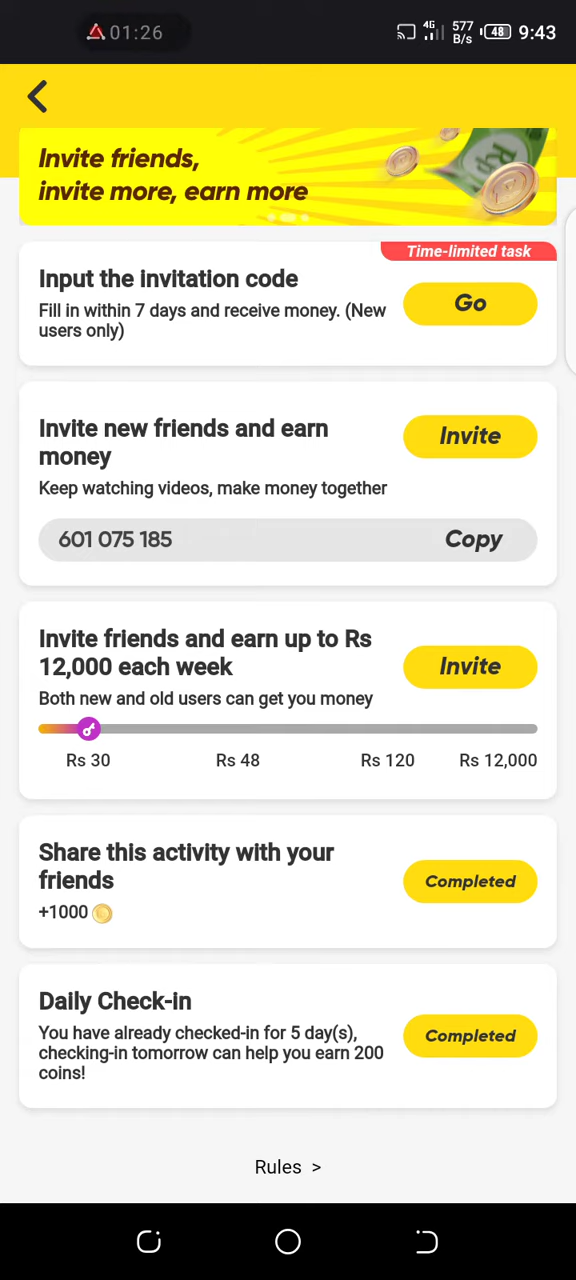 01:26
4G 577 B/s 48 9:43
Invite friends,
invite more, earn more
Time-limited task
Input the invitation code
Go
Fill in within 7 days and receive money. (New
users only)
Invite new friends and earn
money
Invite
Keep watching videos, make money together
601 075 185
Copy
Invite friends and earn up to Rs
12,000 each week
Invite
Both new and old users can get you money
Rs 30 Rs 48 Rs 120 Rs 12,000
Share this activity with your
friends
Completed
+1000
Daily Check-in
You have already checked-in for 5 day(s),
checking-in tomorrow can help you earn 200
coins!
Completed
Rules >